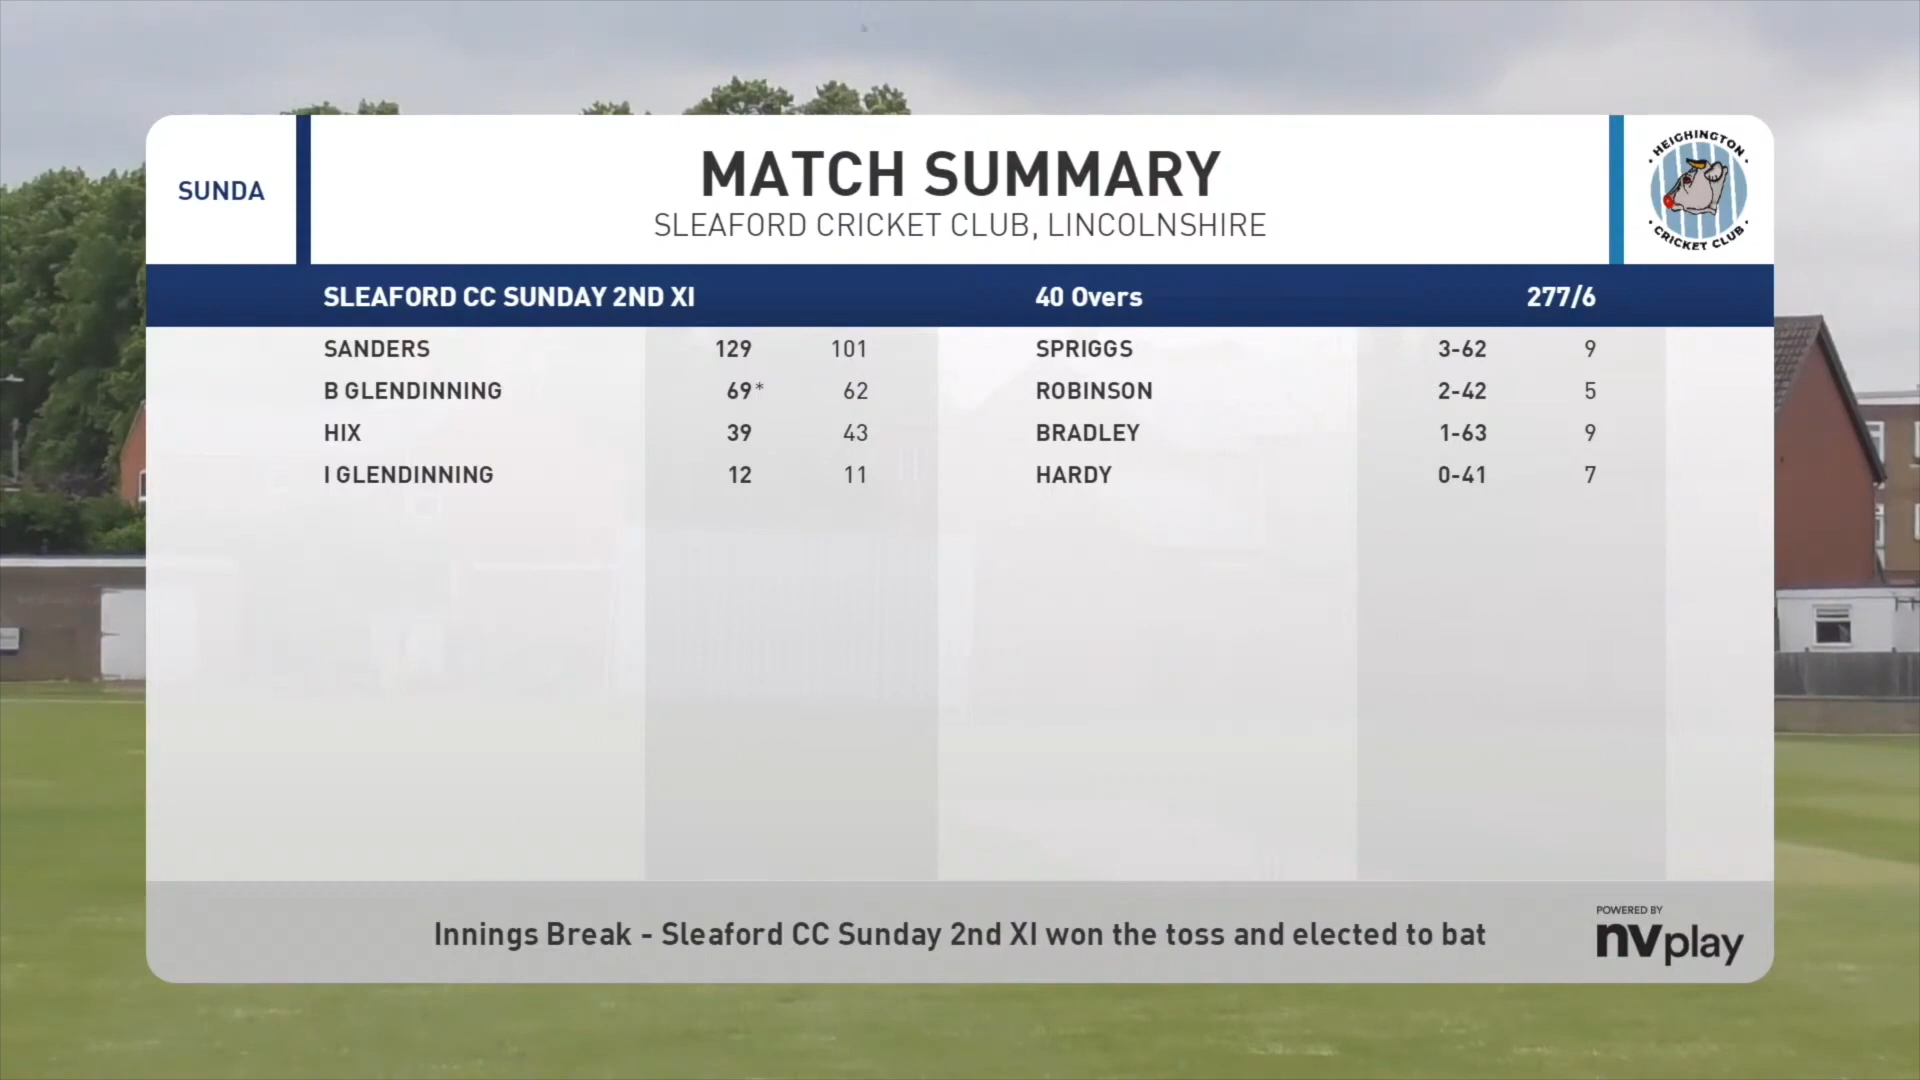 SUNDA
MATCH SUMMARY
SLEAFORD CRICKET CLUB, LINCOLNSHIRE
· HEIGHINGTON ·
· CRICKET CLUB ·
SLEAFORD CC SUNDAY 2ND XI 40 Overs 277/6
SANDERS 129 101 SPRIGGS 3-62 9
B GLENDINNING 69* 62 ROBINSON 2-42 5
HIX 39 43 BRADLEY 1-63 9
I GLENDINNING 12 11 HARDY 0-41 7
Innings Break - Sleaford CC Sunday 2nd XI won the toss and elected to bat
POWERED BY
nvplay